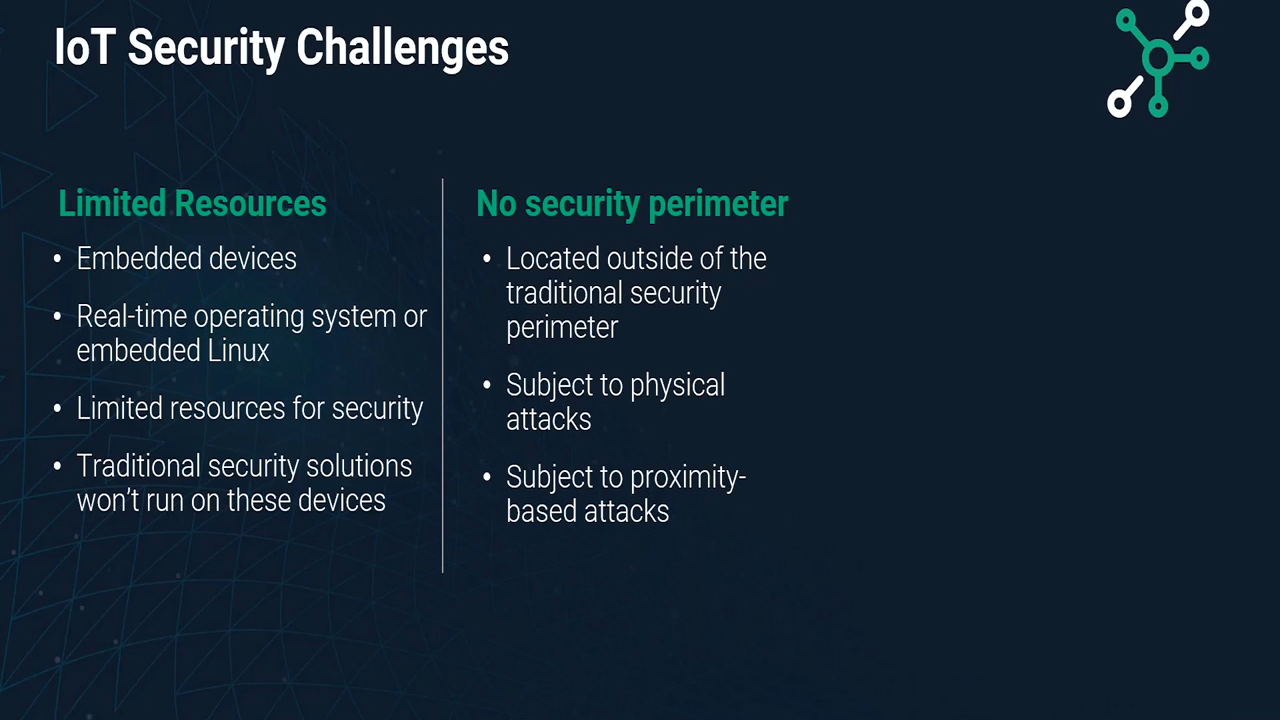 IoT Security Challenges
Limited Resources
• Embedded devices
• Real-time operating system or
embedded Linux
• Limited resources for security
• Traditional security solutions
won’t run on these devices
No security perimeter
• Located outside of the
traditional security
perimeter
• Subject to physical
attacks
• Subject to proximity-
based attacks